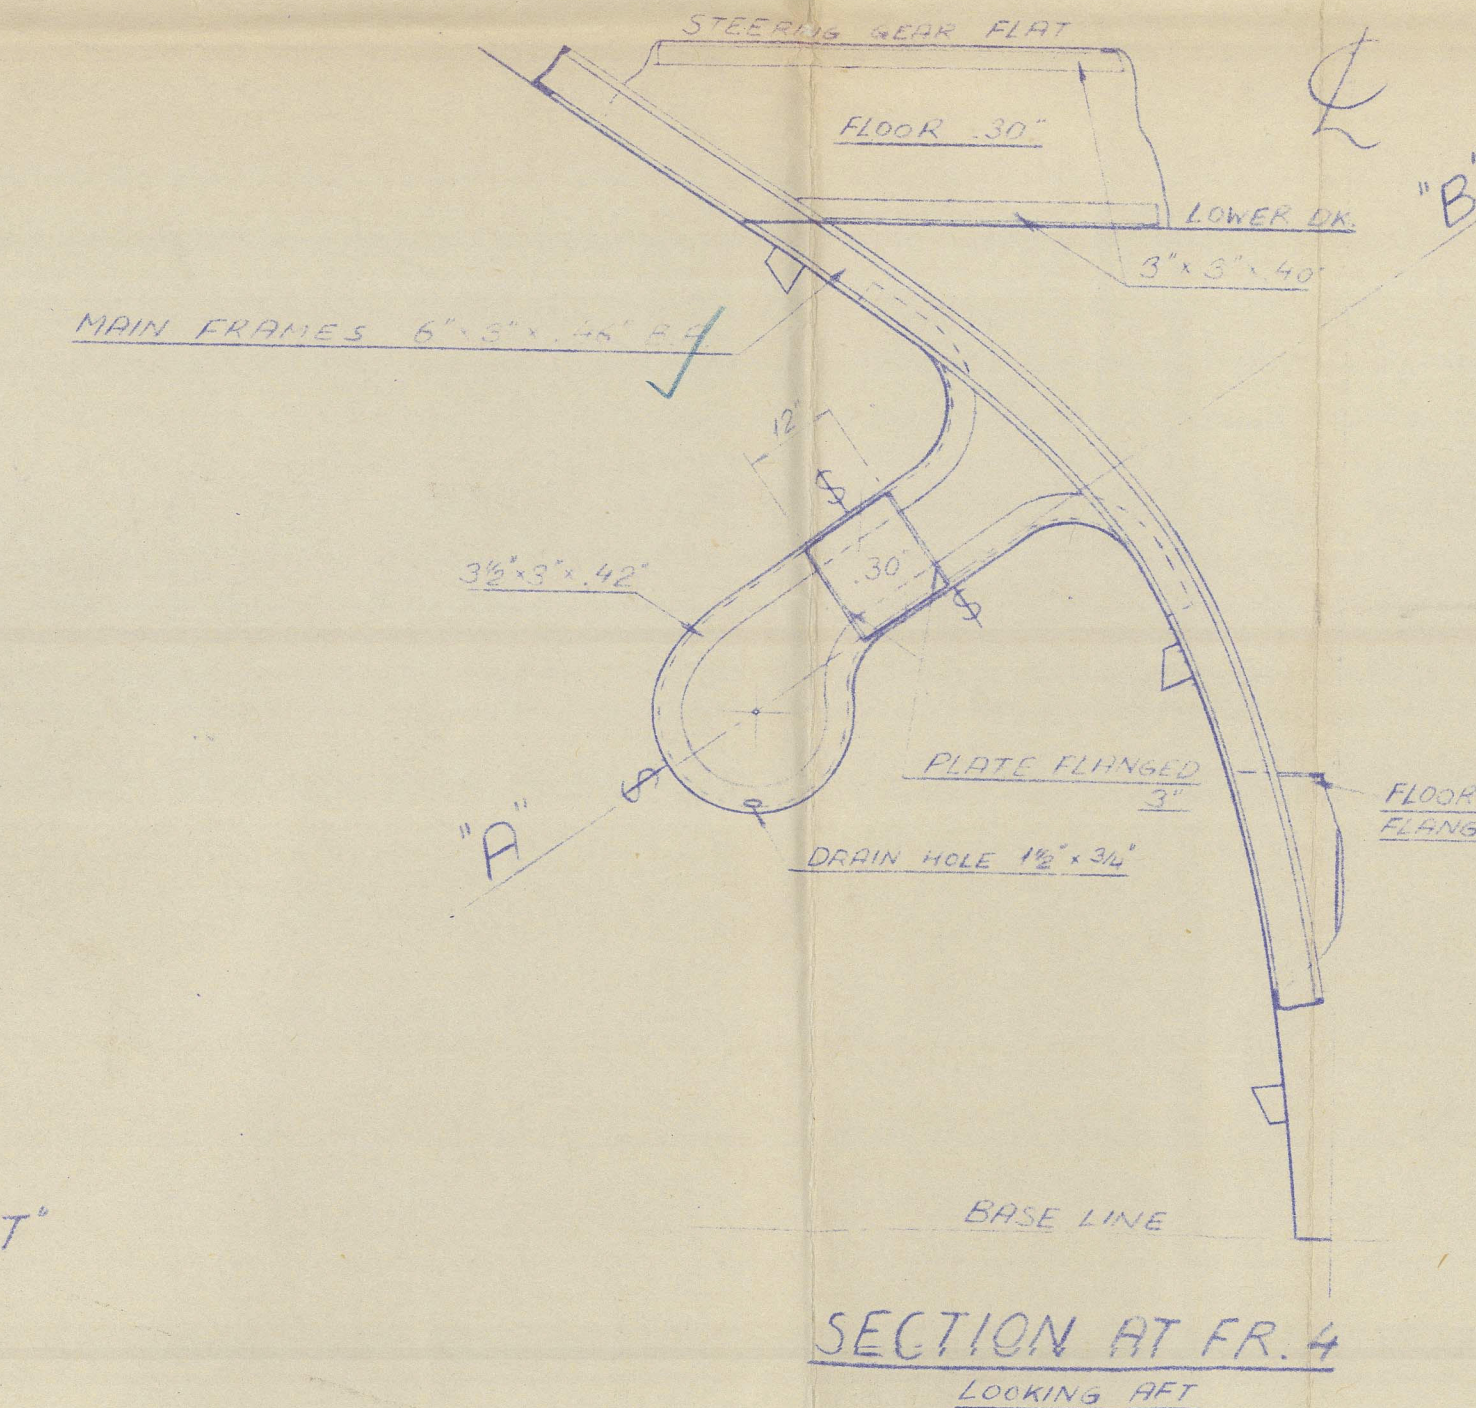 STEERING GEAR FLAT
FLOOR .30"
"B"
LOWER DK.
3" × 3" × .40"
MAIN FRAMES 6" × 3" × .46"
12"
3½" × 3" × .42"
.30"
PLATE FLANGED
3"
FLOOR
FLANG
"A"
DRAIN HOLE 1½" × 3/4"
T"
BASE LINE
SECTION AT FR. 4
LOOKING AFT